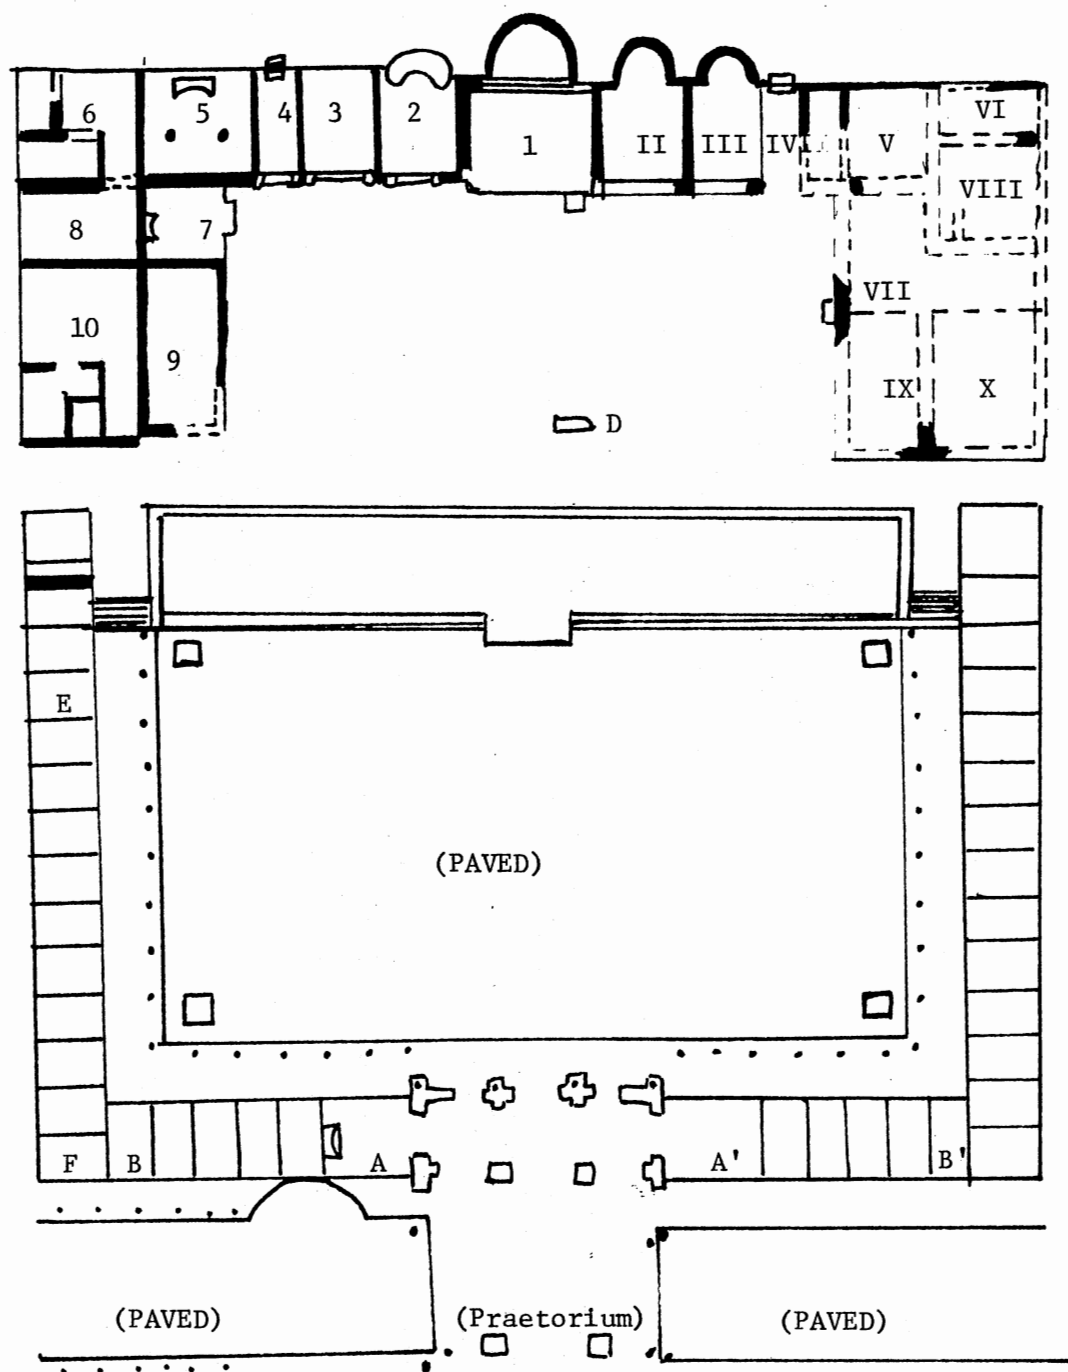 6 5 4 3 2 1 II III IVI V VI
VIII
8 7
VII
10 9 IX X
D
E
(PAVED)
F B A A' B'
(PAVED) (Praetorium) (PAVED)